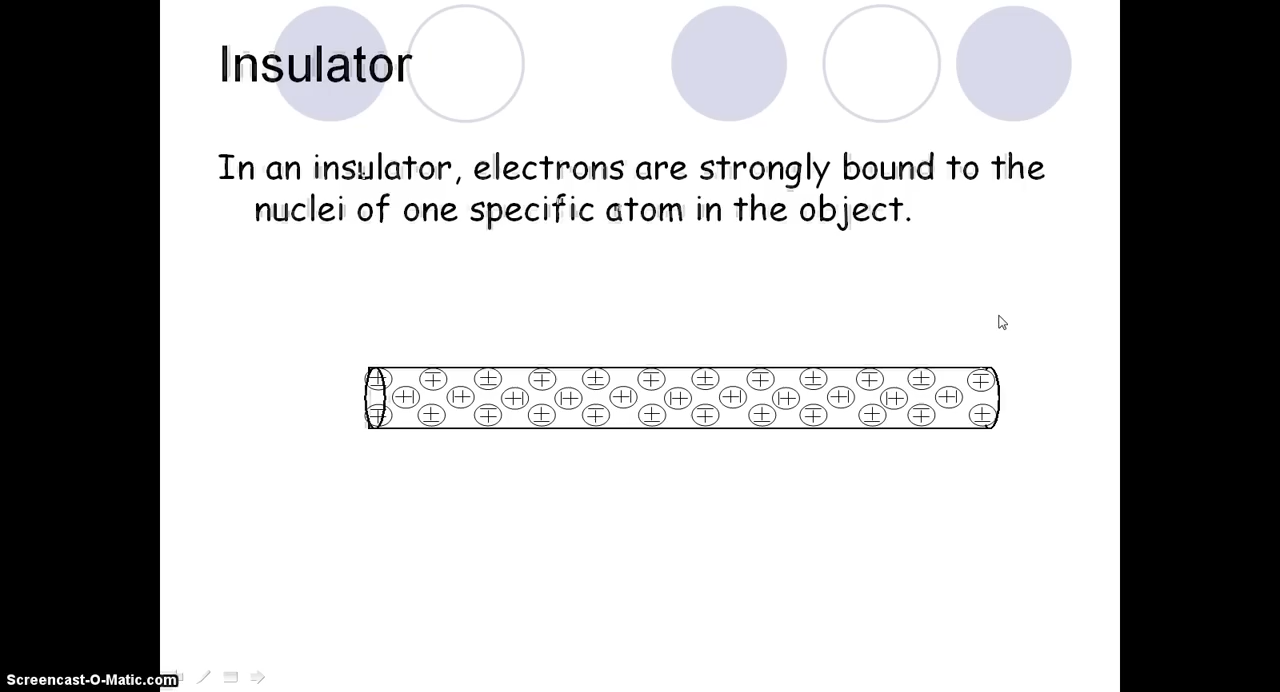 Insulator
In an insulator, electrons are strongly bound to the
nuclei of one specific atom in the object.
Screencast-O-Matic.com